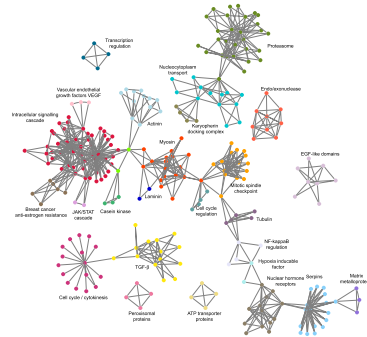 Transcription
regulation
Proteasome
Nucleocytoplasm
transport
Vascular endothelial
growth factors VEGF
Endo/exonuclease
Intracellular signalling
cascade
Actinin
Karyopherin
docking complex
Myosin
EGF-like domains
Mitotic spindle
checkpoint
Laminin
Breast cancer
anti-estrogen resistance
JAK/STAT
cascade
Casein kinase
Cell cycle
regulation
Tubulin
NF-kappaB
regulation
TGF-β
Hypoxia inducable
factor
Nuclear hormone
receptors
Serpins
Matrix
metalloprote
Cell cycle / cytokinesis
Peroxisomal
proteins
ATP transporter
proteins